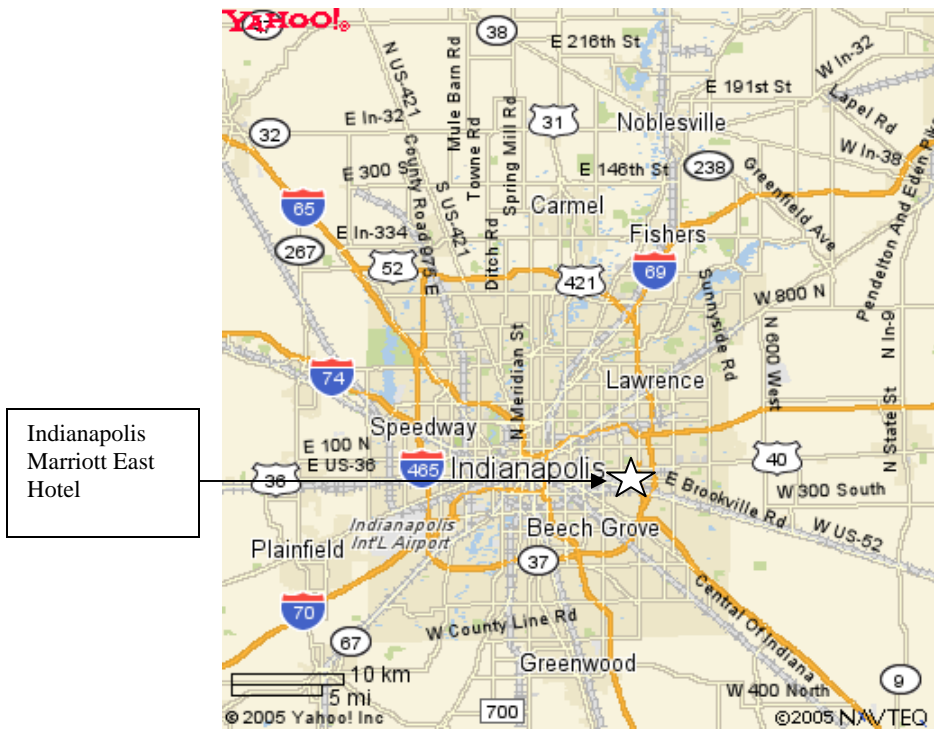 YAHOO!
38
E 216th St
N US-421
Mule Barn Rd
W In-32
E 191st St
Lapel Rd
E In-32
31
Noblesville
32
Towne Rd
Spring Mill Rd
W In-38
E 300 S
E 146th St
238
Greenfield Ave
Pendelton And Eden Pike
65
County Road 975 E
S US-421
Carmel
267
E In-334
Ditch Rd
Fishers
52
421
69
Sunnyside Rd
W 800 N
N In-9
N 600 West
N Meridian St
74
Lawrence
Indianapolis
Marriott East
Hotel
Speedway
N State St
E 100 N
E US-36
36
465
Indianapolis
40
E Brookville Rd
W 300 South
Indianapolis
Int'L Airport
Beech Grove
W US-52
Plainfield
37
Central Of Indiana
70
67
W County Line Rd
Greenwood
10 km
5 mi
9
W 400 North
700
© 2005 Yahoo! Inc
©2005 NAVTEQ